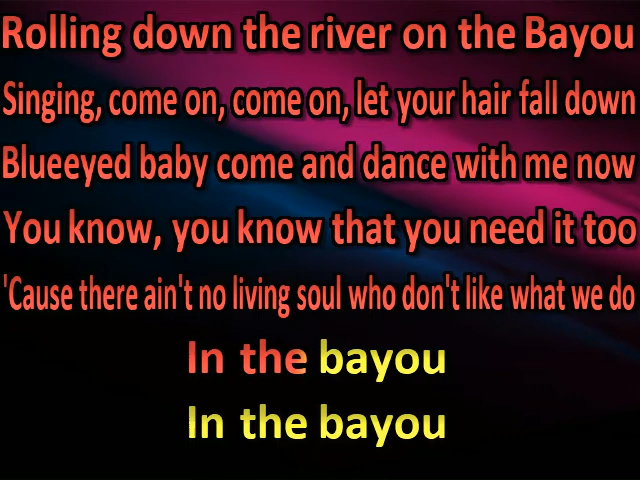 Rolling down the river on the Bayou
Singing, come on, come on, let your hair fall down
Blueeyed baby come and dance with me now
You know, you know that you need it too
'Cause there ain't no living soul who don't like what we do
In the bayou
In the bayou